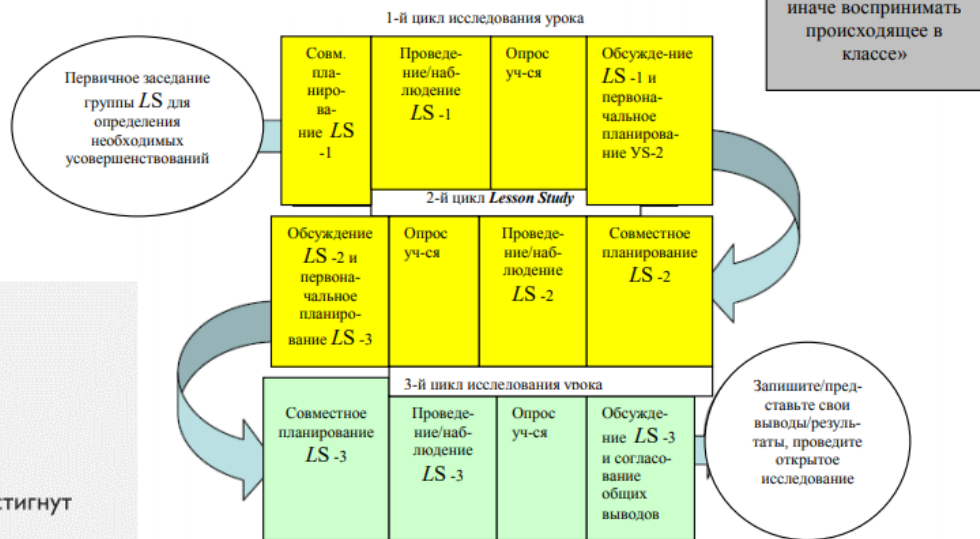 иначе воспринимать
происходящее в
классе»
1-й цикл исследования урока
Первичное заседание
группы LS для
определения
необходимых
усовершенствований
Совм.
пла-
ниро-
ва-
ние LS
-1
Проведе-
ние/наб-
людение
LS -1
Опрос
уч-ся
Обсужде-ние
LS -1 и
первона-
чальное
планирова-
ние УS-2
2-й цикл Lesson Study
Обсуждение
LS -2 и
первона-
чальное
планиро-
вание LS -3
Опрос
уч-ся
Проведе-
ние/наб-
людение
LS -2
Совместное
планирование
LS -2
3-й цикл исследования урока
Совместное
планирование
LS -3
Проведе-
ние/наб-
людение
LS -3
Опрос
уч-ся
Обсужде-
ние LS -3
и согласо-
вание
общих
выводов
Запишите/пред-
ставьте свои
выводы/резуль-
таты, проведите
открытое
исследование
стигнут